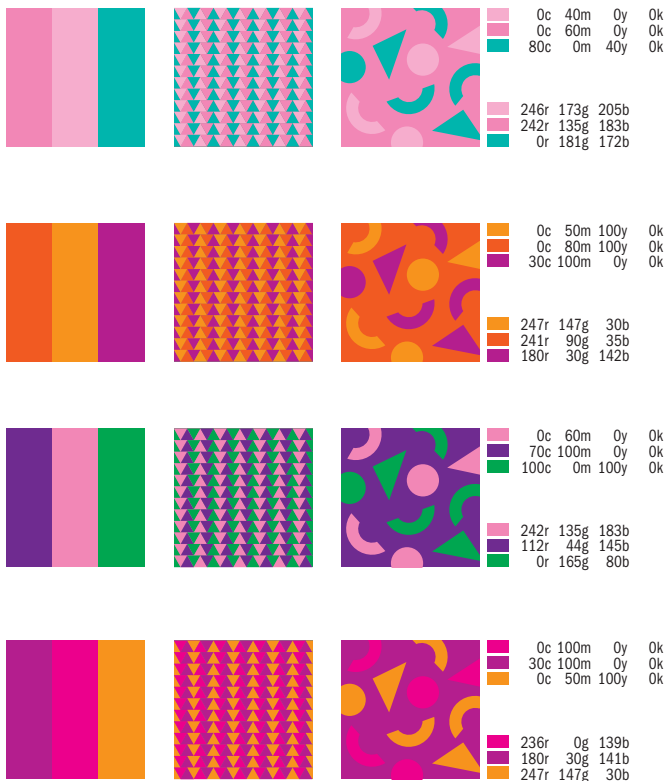 0c 40m 0y 0k
0c 60m 0y 0k
80c 0m 40y 0k
246r 173g 205b
242r 135g 183b
0r 181g 172b
0c 50m 100y 0k
0c 80m 100y 0k
30c 100m 0y 0k
247r 147g 30b
241r 90g 35b
180r 30g 142b
0c 60m 0y 0k
70c 100m 0y 0k
100c 0m 100y 0k
242r 135g 183b
112r 44g 145b
0r 165g 80b
0c 100m 0y 0k
30c 100m 0y 0k
0c 50m 100y 0k
236r 0g 139b
180r 30g 141b
247r 147g 30b